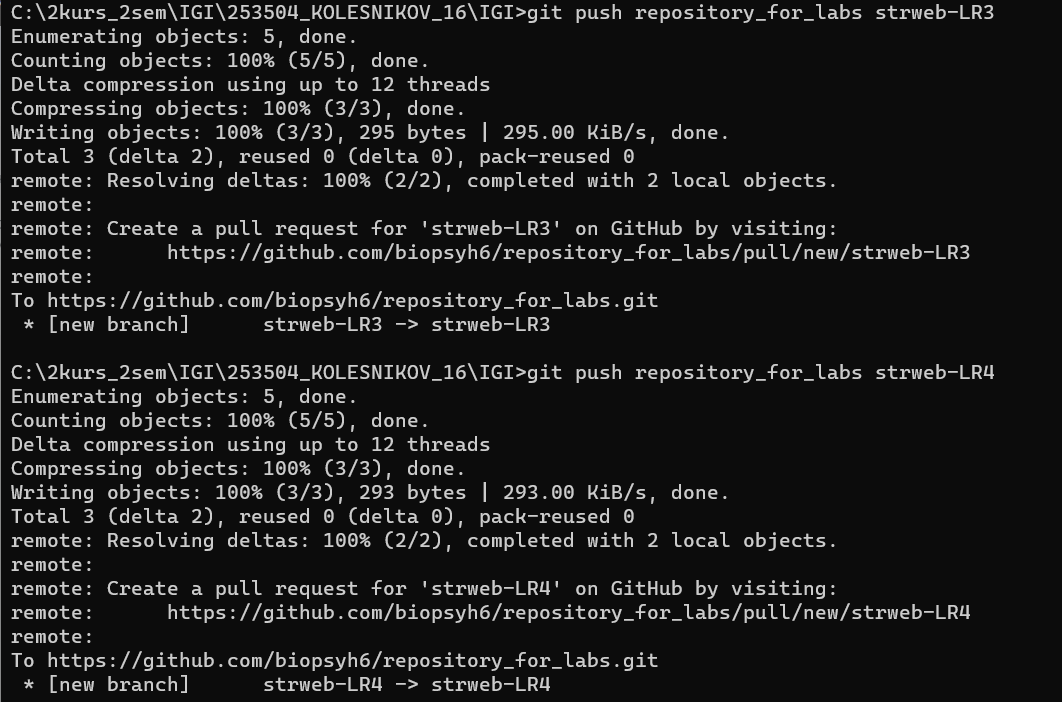 C:\2kurs_2sem\IGI\253504_KOLESNIKOV_16\IGI>git push repository_for_labs strweb-LR3
Enumerating objects: 5, done.
Counting objects: 100% (5/5), done.
Delta compression using up to 12 threads
Compressing objects: 100% (3/3), done.
Writing objects: 100% (3/3), 295 bytes | 295.00 KiB/s, done.
Total 3 (delta 2), reused 0 (delta 0), pack-reused 0
remote: Resolving deltas: 100% (2/2), completed with 2 local objects.
remote:
remote: Create a pull request for 'strweb-LR3' on GitHub by visiting:
remote:      https://github.com/biopsyh6/repository_for_labs/pull/new/strweb-LR3
remote:
To https://github.com/biopsyh6/repository_for_labs.git
 * [new branch]      strweb-LR3 -> strweb-LR3

C:\2kurs_2sem\IGI\253504_KOLESNIKOV_16\IGI>git push repository_for_labs strweb-LR4
Enumerating objects: 5, done.
Counting objects: 100% (5/5), done.
Delta compression using up to 12 threads
Compressing objects: 100% (3/3), done.
Writing objects: 100% (3/3), 293 bytes | 293.00 KiB/s, done.
Total 3 (delta 2), reused 0 (delta 0), pack-reused 0
remote: Resolving deltas: 100% (2/2), completed with 2 local objects.
remote:
remote: Create a pull request for 'strweb-LR4' on GitHub by visiting:
remote:      https://github.com/biopsyh6/repository_for_labs/pull/new/strweb-LR4
remote:
To https://github.com/biopsyh6/repository_for_labs.git
 * [new branch]      strweb-LR4 -> strweb-LR4